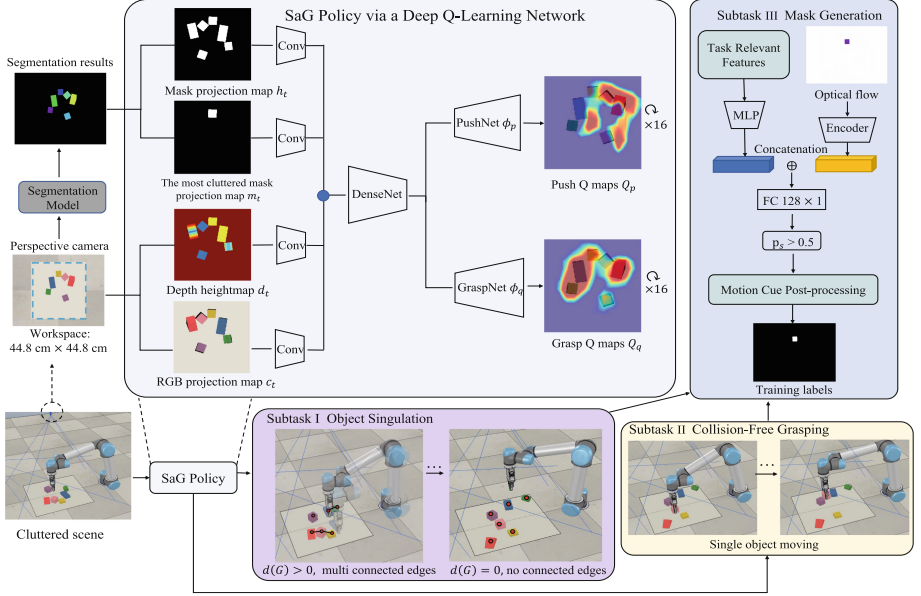 SaG Policy via a Deep Q-Learning Network
Segmentation results
Segmentation
Model
Perspective camera
Workspace:
44.8 cm × 44.8 cm
Cluttered scene
Mask projection map h_t
The most cluttered mask
projection map m_t
Depth heightmap d_t
RGB projection map c_t
Conv
Conv
Conv
Conv
DenseNet
PushNet ϕ_p
×16
Push Q maps Q_p
GraspNet ϕ_q
×16
Grasp Q maps Q_q
Subtask III Mask Generation
Task Relevant
Features
Optical flow
MLP
Encoder
Concatenation
⊕
FC 128 × 1
p_s > 0.5
Motion Cue Post-processing
Training labels
SaG Policy
Subtask I Object Singulation
...
d(G) > 0, multi connected edges
d(G) = 0, no connected edges
Subtask II Collision-Free Grasping
...
Single object moving